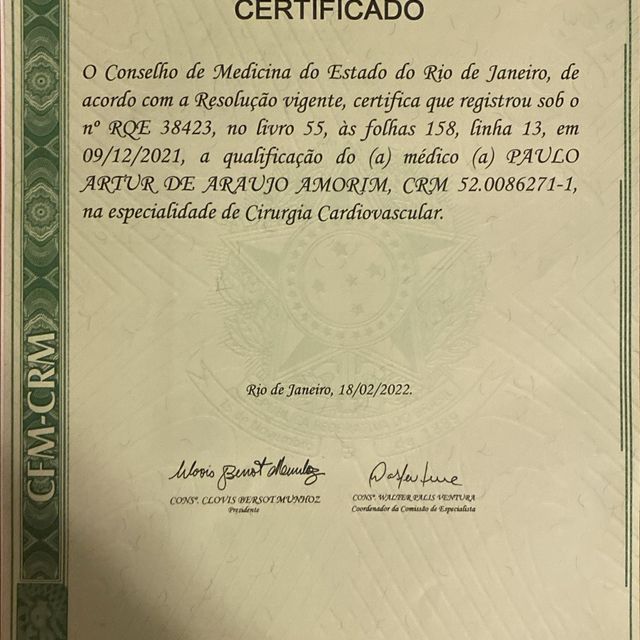 CERTIFICADO
O Conselho de Medicina do Estado do Rio de Janeiro, de
acordo com a Resolução vigente, certifica que registrou sob o
nº RQE 38423, no livro 55, às folhas 158, linha 13, em
09/12/2021, a qualificação do (a) médico (a) PAULO
ARTUR DE ARAUJO AMORIM, CRM 52.0086271-1,
na especialidade de Cirurgia Cardiovascular.
Rio de Janeiro, 18/02/2022.
CONSº. CLOVIS BERSOT MUNHOZ
Presidente
CONSº. WALTER PALIS VENTURA
Coordenador da Comissão de Especialista
CFM-CRM